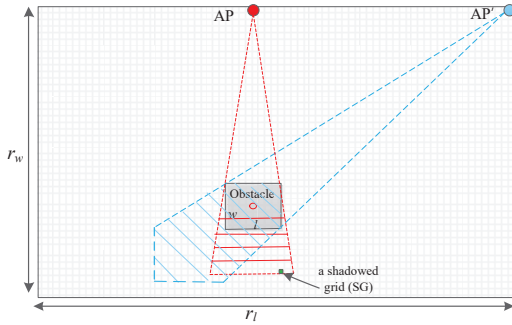 AP
AP'
r_w
Obstacle
w
l
a shadowed
grid (SG)
r_l